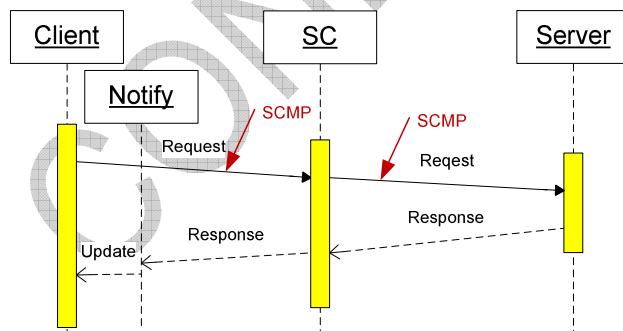 Client
SC
Server
Notify
SCMP
SCMP
Request
Reqest
Response
Response
Update